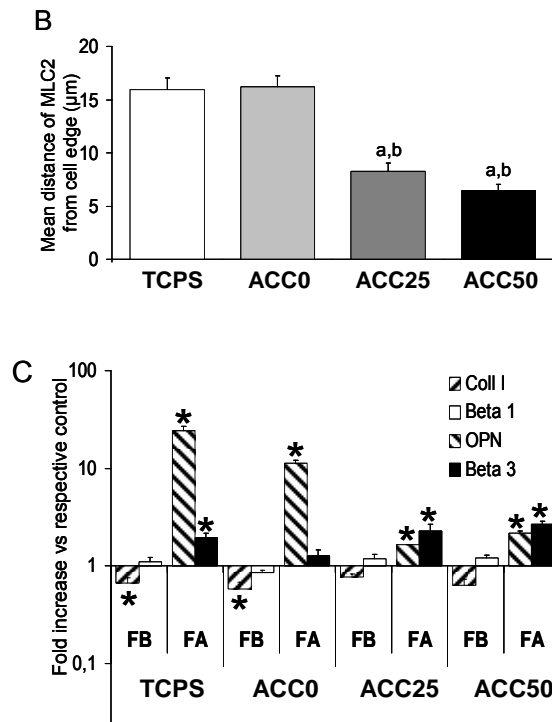 B
Mean distance of MLC2
from cell edge (µm)
20
15
10
5
0
a,b
a,b
TCPS ACC0 ACC25 ACC50
C
Fold increase vs respective control
100
10
1
0,1
Coll I
Beta 1
OPN
Beta 3
* * * * * * *
* *
FB FA FB FA FB FA FB FA
TCPS ACC0 ACC25 ACC50